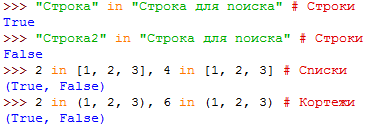 >>> "Строка" in "Строка для поиска" # Строки
True
>>> "Строка2" in "Строка для поиска" # Строки
False
>>> 2 in [1, 2, 3], 4 in [1, 2, 3] # Списки
(True, False)
>>> 2 in (1, 2, 3), 6 in (1, 2, 3) # Кортежи
(True, False)